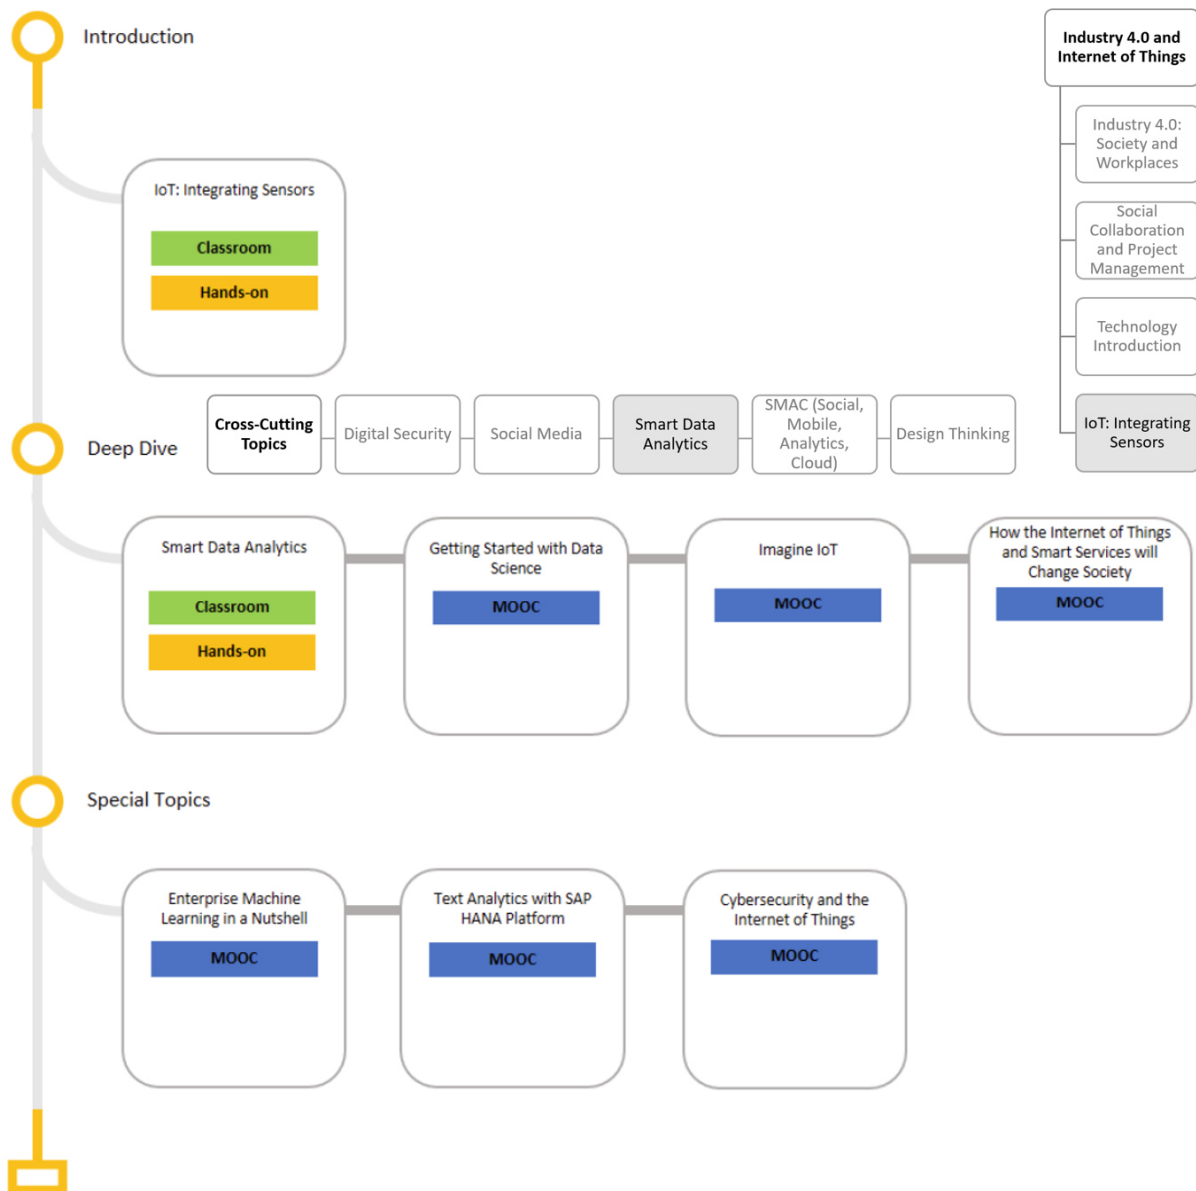 Introduction
Industry 4.0 and
Internet of Things
Industry 4.0:
Society and
Workplaces
Social
Collaboration
and Project
Management
Technology
Introduction
IoT: Integrating
Sensors
IoT: Integrating Sensors
Classroom
Hands-on
Deep Dive
Cross-Cutting
Topics
Digital Security
Social Media
Smart Data
Analytics
SMAC (Social,
Mobile,
Analytics,
Cloud)
Design Thinking
Smart Data Analytics
Classroom
Hands-on
Getting Started with Data
Science
MOOC
Imagine IoT
MOOC
How the Internet of Things
and Smart Services will
Change Society
MOOC
Special Topics
Enterprise Machine
Learning in a Nutshell
MOOC
Text Analytics with SAP
HANA Platform
MOOC
Cybersecurity and the
Internet of Things
MOOC